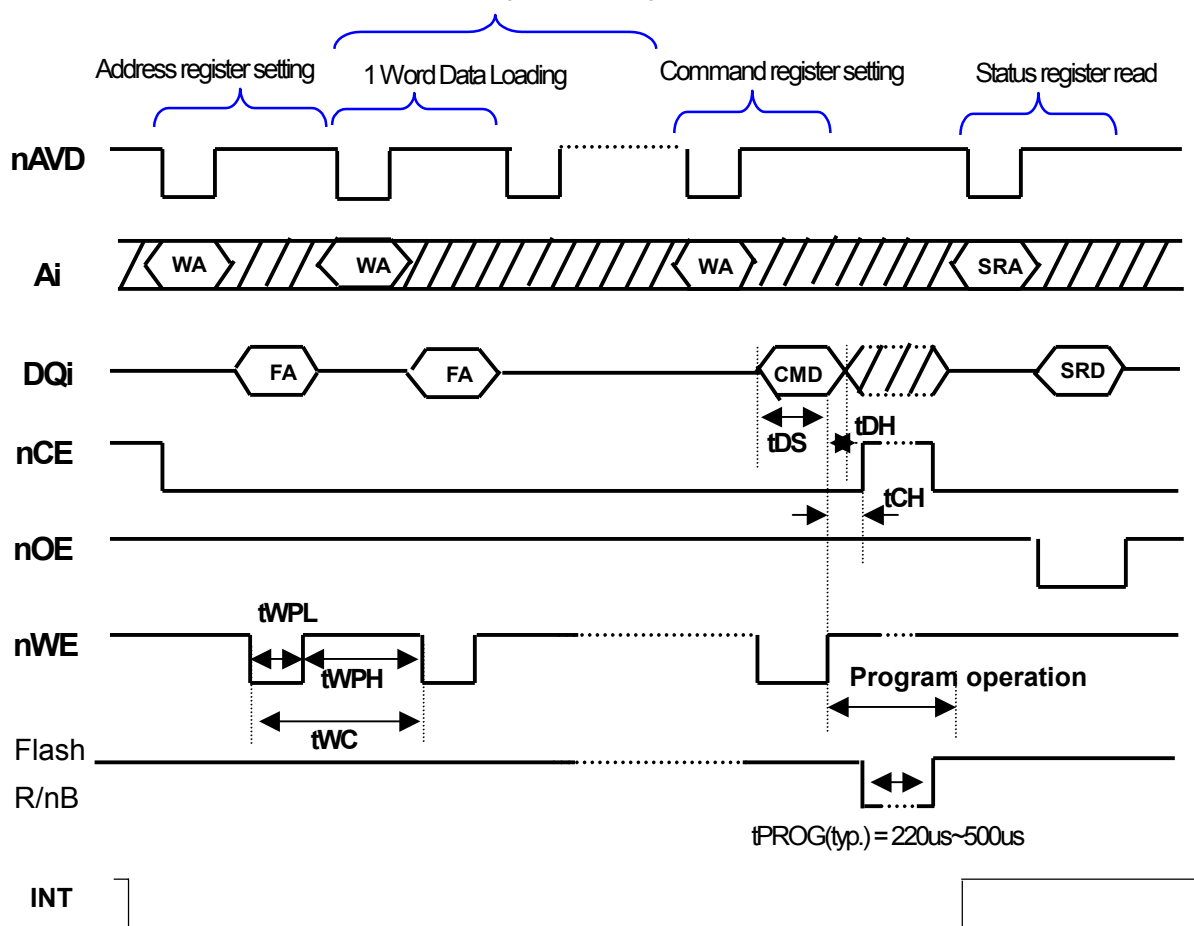 Address register setting
1 Word Data Loading
Command register setting
Status register read
nAVD
Ai
WA
WA
WA
SRA
DQi
FA
FA
CMD
SRD
tDS
tDH
nCE
tCH
nOE
tWPL
nWE
tWPH
Program operation
tWC
Flash
R/nB
tPROG(typ.) = 220us~500us
INT